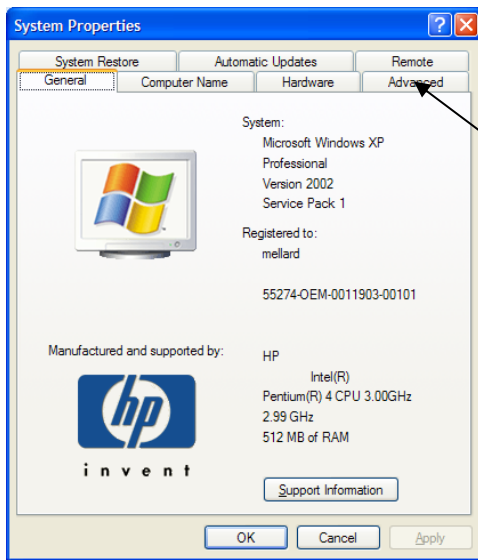 System Properties
System Restore Automatic Updates Remote
General Computer Name Hardware Advanced
System:
Microsoft Windows XP
Professional
Version 2002
Service Pack 1
Registered to:
mellard
55274-OEM-0011903-00101
Manufactured and supported by:
HP
Intel(R)
Pentium(R) 4 CPU 3.00GHz
2.99 GHz
512 MB of RAM
hp
invent
Support Information
OK Cancel Apply